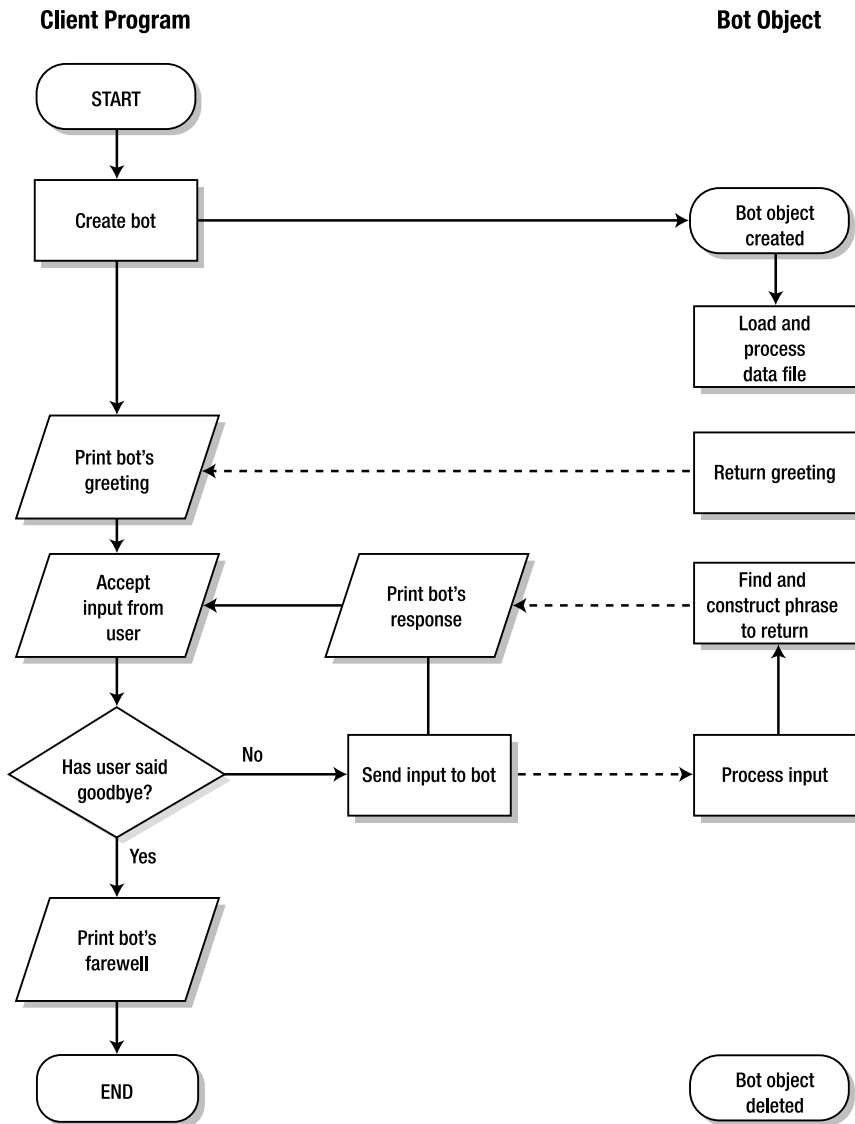 Client Program
Bot Object
START
Create bot
Bot object
created
Load and
process
data file
Print bot's
greeting
Return greeting
Accept
input from
user
Print bot's
response
Find and
construct phrase
to return
Has user said
goodbye?
No
Send input to bot
Process input
Yes
Print bot's
farewell
END
Bot object
deleted